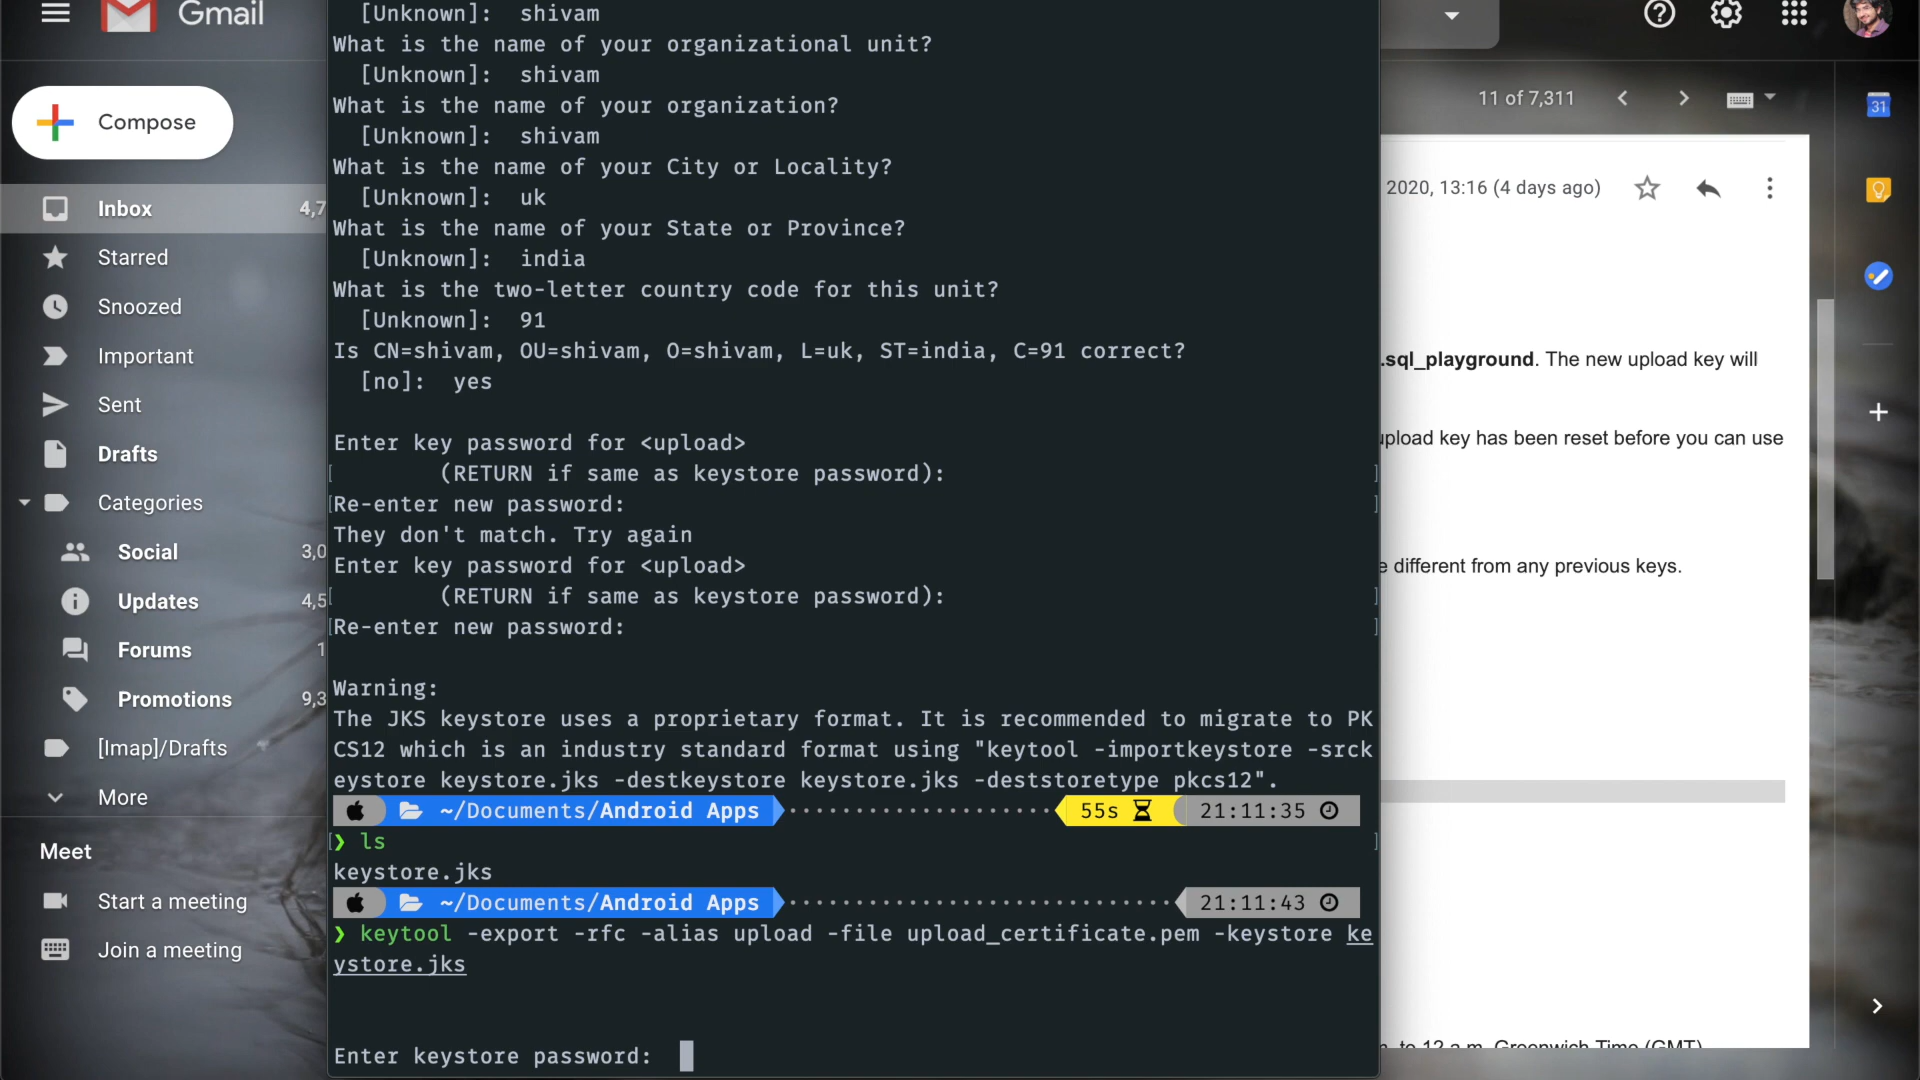 Gmail
Compose
Inbox 4,7
Starred
Snoozed
Important
Sent
Drafts
Categories
Social 3,0
Updates 4,5
Forums 1
Promotions 9,3
[Imap]/Drafts
More
Meet
Start a meeting
Join a meeting
[Unknown]:  shivam
What is the name of your organizational unit?
[Unknown]:  shivam
What is the name of your organization?
[Unknown]:  shivam
What is the name of your City or Locality?
[Unknown]:  uk
What is the name of your State or Province?
[Unknown]:  india
What is the two-letter country code for this unit?
[Unknown]:  91
Is CN=shivam, OU=shivam, O=shivam, L=uk, ST=india, C=91 correct?
[no]:  yes
Enter key password for <upload>
[        (RETURN if same as keystore password): ]
[Re-enter new password: ]
They don't match. Try again
Enter key password for <upload>
[        (RETURN if same as keystore password): ]
[Re-enter new password: ]
Warning:
The JKS keystore uses a proprietary format. It is recommended to migrate to PK
CS12 which is an industry standard format using "keytool -importkeystore -srck
eystore keystore.jks -destkeystore keystore.jks -deststoretype pkcs12".
~/Documents/Android Apps 55s 21:11:35
[❯ ls ]
keystore.jks
~/Documents/Android Apps 21:11:43
❯ keytool -export -rfc -alias upload -file upload_certificate.pem -keystore ke
ystore.jks
Enter keystore password:
11 of 7,311
2020, 13:16 (4 days ago)
.sql_playground. The new upload key will
upload key has been reset before you can use
e different from any previous keys.
to 12 a.m. Greenwich Time (GMT)
31